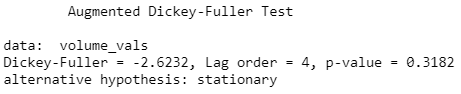 Augmented Dickey-Fuller Test
data:  volume_vals
Dickey-Fuller = -2.6232, Lag order = 4, p-value = 0.3182
alternative hypothesis: stationary